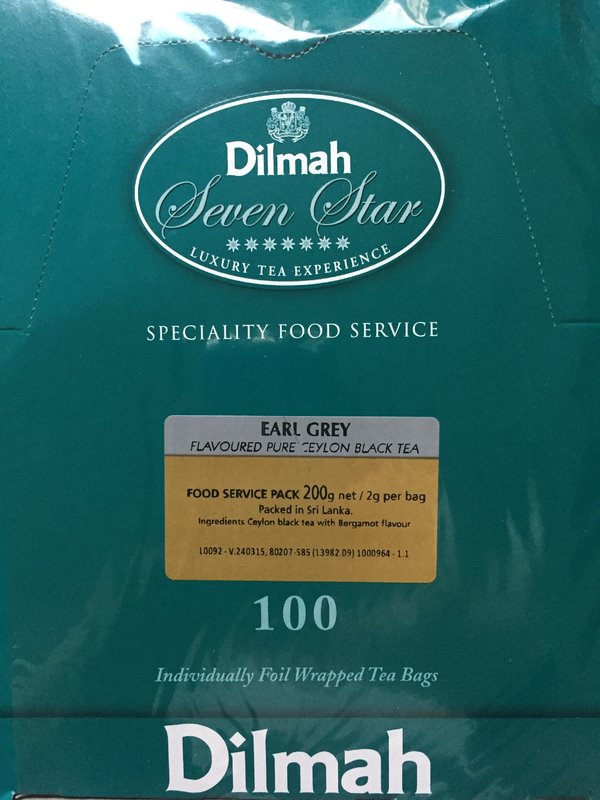 Dilmah
Seven Star
LUXURY TEA EXPERIENCE
SPECIALITY FOOD SERVICE
EARL GREY
FLAVOURED PURE CEYLON BLACK TEA
FOOD SERVICE PACK 200g net / 2g per bag
Packed in Sri Lanka.
Ingredients Ceylon black tea with Bergamot flavour
10092 - V.240315, 80207-585 (13982.09) 1000964 - 1.1
100
Individually Foil Wrapped Tea Bags
Dilmah